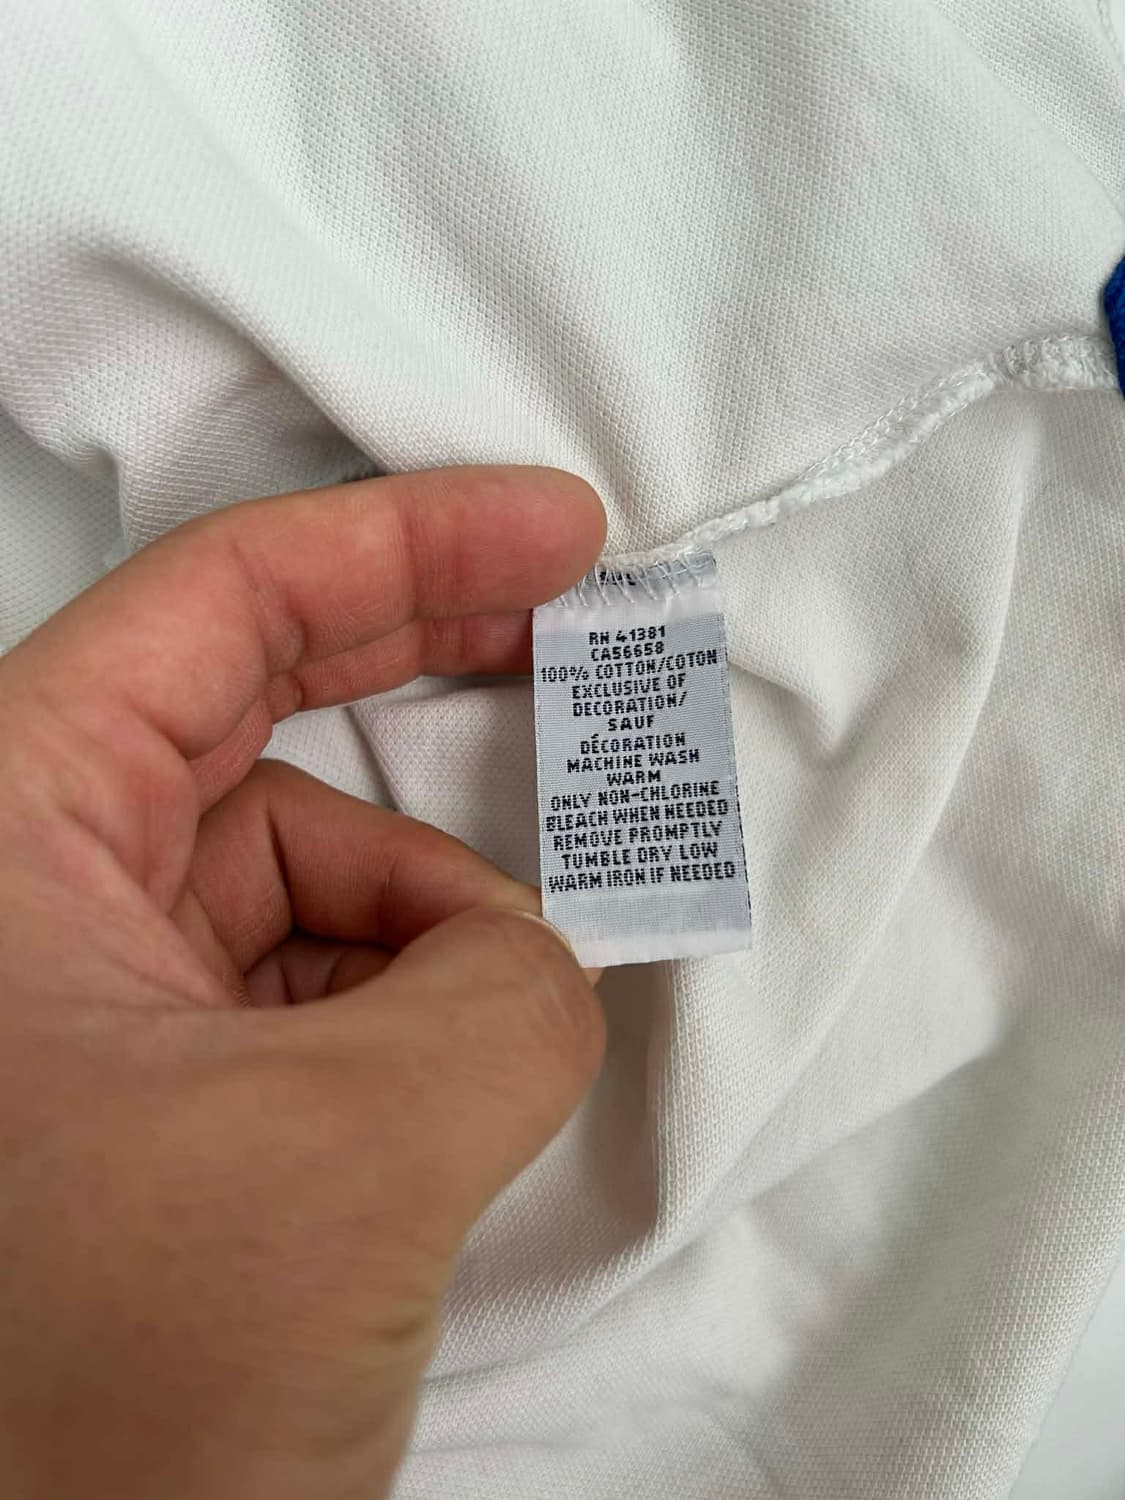 RN 41381
CA56658
100% COTTON/COTON
EXCLUSIVE OF
DECORATION/
SAUF
DÉCORATION
MACHINE WASH
WARM
ONLY NON-CHLORINE
BLEACH WHEN NEEDED
REMOVE PROMPTLY
TUMBLE DRY LOW
WARM IRON IF NEEDED